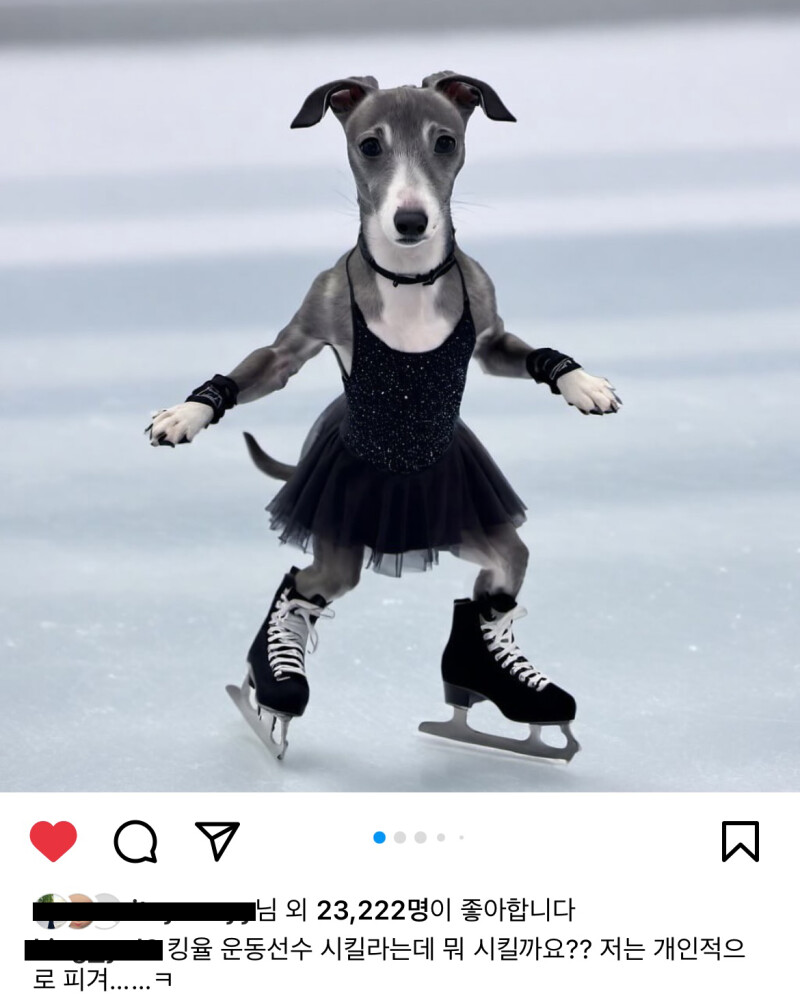 님 외 23,222명이 좋아합니다
킹율 운동선수 시킬라는데 뭐 시킬까요?? 저는 개인적으
로 피겨......ㅋ